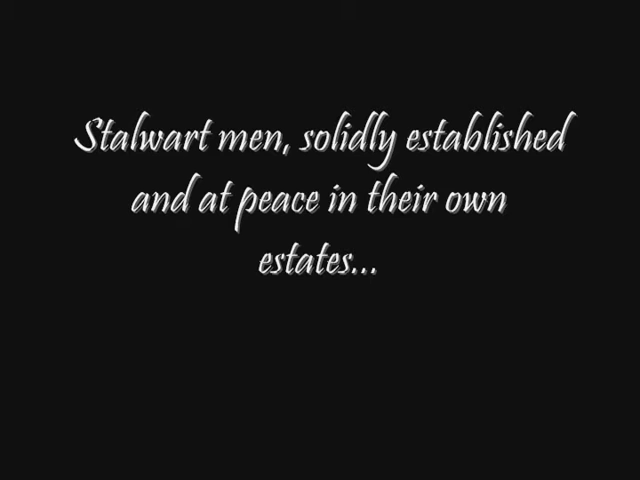 Stalwart men, solidly established
and at peace in their own
estates...